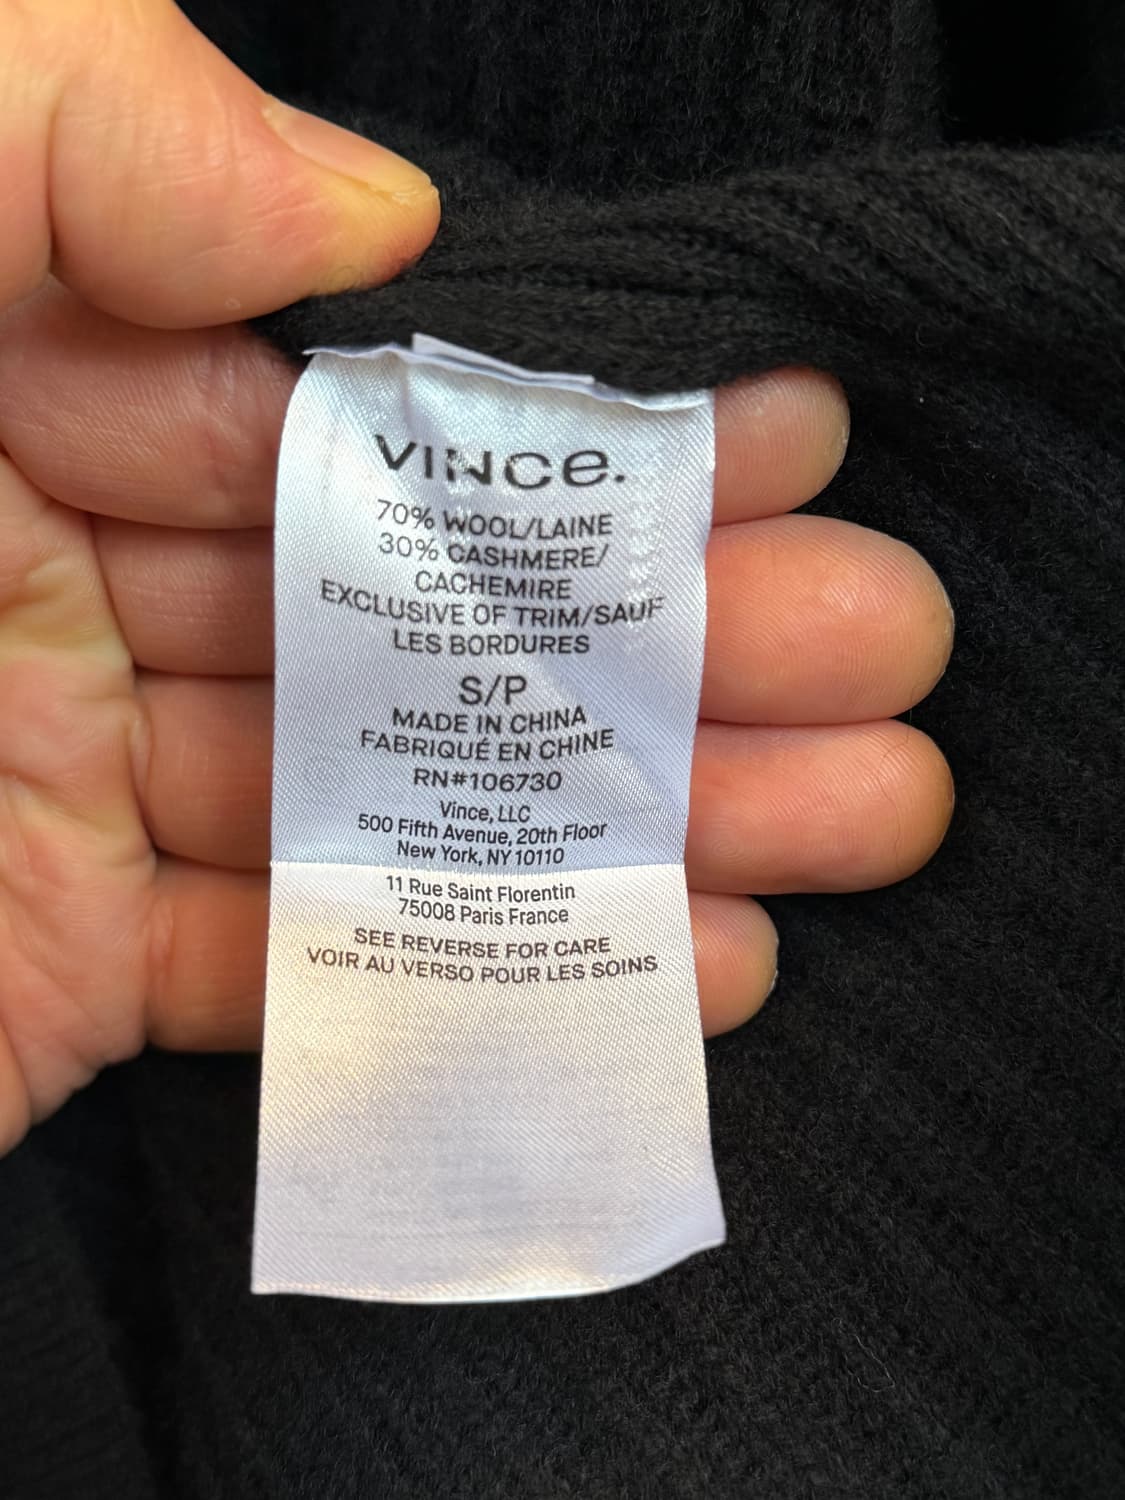 VINCE.
70% WOOL/LAINE
30% CASHMERE/
CACHEMIRE
EXCLUSIVE OF TRIM/SAUF
LES BORDURES
S/P
MADE IN CHINA
FABRIQUÉ EN CHINE
RN#106730
Vince, LLC
500 Fifth Avenue, 20th Floor
New York, NY 10110
11 Rue Saint Florentin
75008 Paris France
SEE REVERSE FOR CARE
VOIR AU VERSO POUR LES SOINS